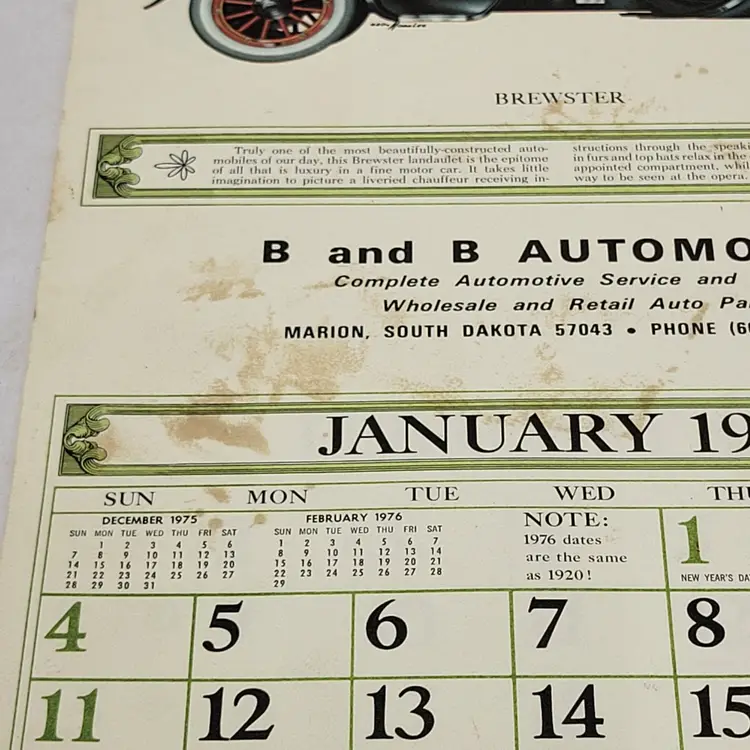 BREWSTER
Truly one of the most beautifully-constructed auto-
mobiles of our day, this Brewster landaulet is the epitome
of all that is luxury in a fine motor car. It takes little
imagination to picture a liveried chauffeur receiving in-
structions through the speaki
in furs and top hats relax in the
appointed compartment, whil
way to be seen at the opera.
B and B AUTOMO
Complete Automotive Service and
Wholesale and Retail Auto Pa
MARION, SOUTH DAKOTA 57043 • PHONE (60
JANUARY 19
SUN MON TUE WED THU
DECEMBER 1975
SUN MON TUE WED THU FRI SAT
1 2 3 4 5 6
7 8 9 10 11 12 13
14 15 16 17 18 19 20
21 22 23 24 25 26 27
28 29 30 31
FEBRUARY 1976
SUN MON TUE WED THU FRI SAT
1 2 3 4 5 6 7
8 9 10 11 12 13 14
15 16 17 18 19 20 21
22 23 24 25 26 27 28
29
NOTE:
1976 dates
are the same
as 1920!
1
NEW YEAR'S DA
4 5 6 7 8
11 12 13 14 15